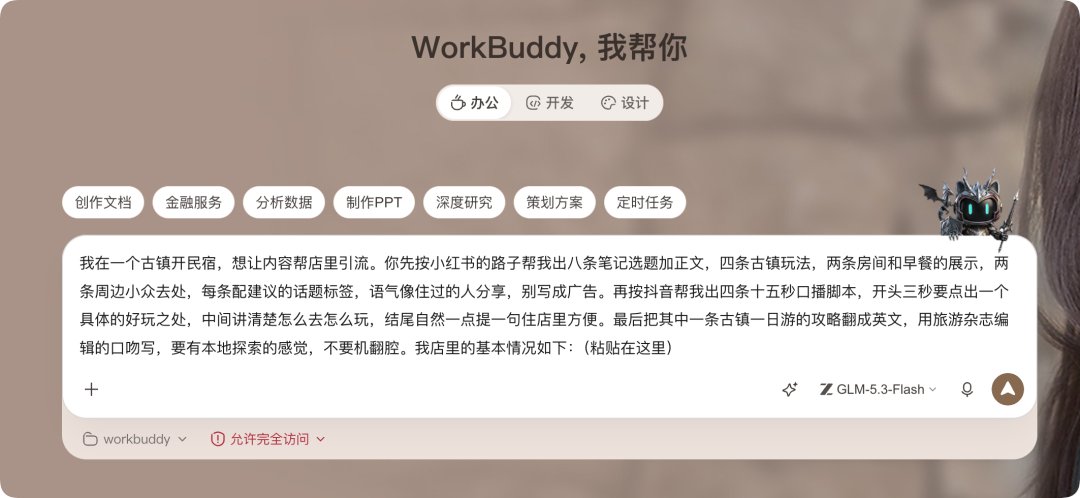 WorkBuddy, 我帮你
办公
开发
设计
创作文档
金融服务
分析数据
制作PPT
深度研究
策划方案
定时任务
我在一个古镇开民宿，想让内容帮店里引流。你先按小红书的路子帮我出八条笔记选题加正文，四条古镇玩法，两条房间和早餐的展示，两
条周边小众去处，每条配建议的话题标签，语气像住过的人分享，别写成广告。再按抖音帮我出四条十五秒口播脚本，开头三秒要点出一个
具体的好玩之处，中间讲清楚怎么去怎么玩，结尾自然一点提一句住店里方便。最后把其中一条古镇一日游的攻略翻成英文，用旅游杂志编
辑的口吻写，要有本地探索的感觉，不要机翻腔。我店里的基本情况如下：（粘贴在这里）
GLM-5.3-Flash
workbuddy
允许完全访问